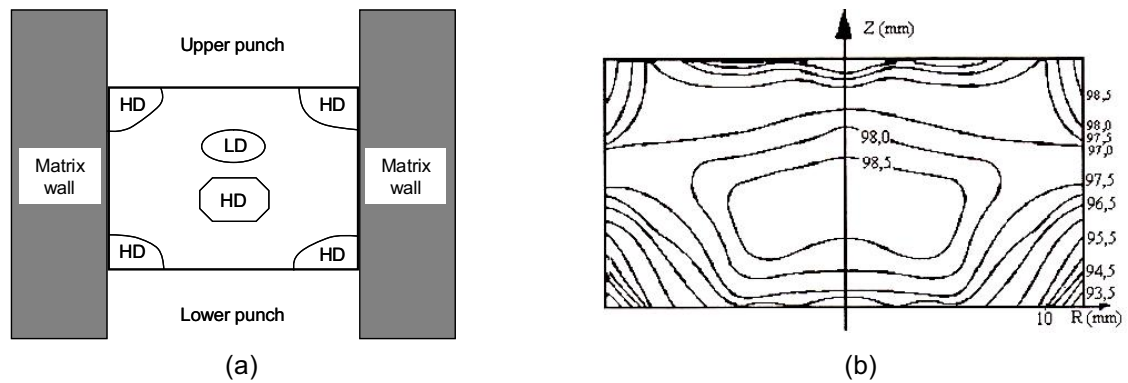 Upper punch
HD
HD
LD
Matrix
wall
Matrix
wall
HD
HD
HD
Lower punch
(a)
Z (mm)
98,5
98,0
97,5
97,0
98,0
98,5
97,5
96,5
95,5
94,5
93,5
10
R (mm)
(b)